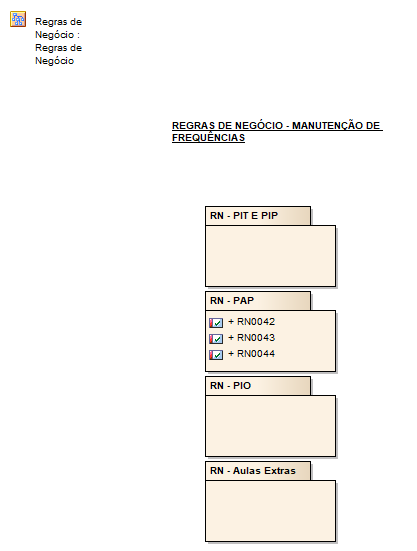 Regras de
Negócio :
Regras de
Negócio
REGRAS DE NEGÓCIO - MANUTENÇÃO DE
FREQUÊNCIAS
RN - PIT E PIP
RN - PAP
+ RN0042
+ RN0043
+ RN0044
RN - PIO
RN - Aulas Extras